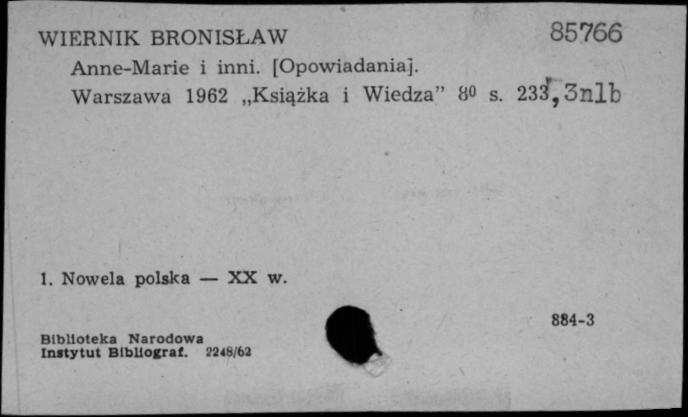 WIERNIK BRONISŁAW 85766
Anne-Marie i inni. [Opowiadania].
Warszawa 1962 „Książka i Wiedza” 8⁰ s. 233, 3nlb
1. Nowela polska — XX w.
884-3
Biblioteka Narodowa
Instytut Bibliograf. 2248/62